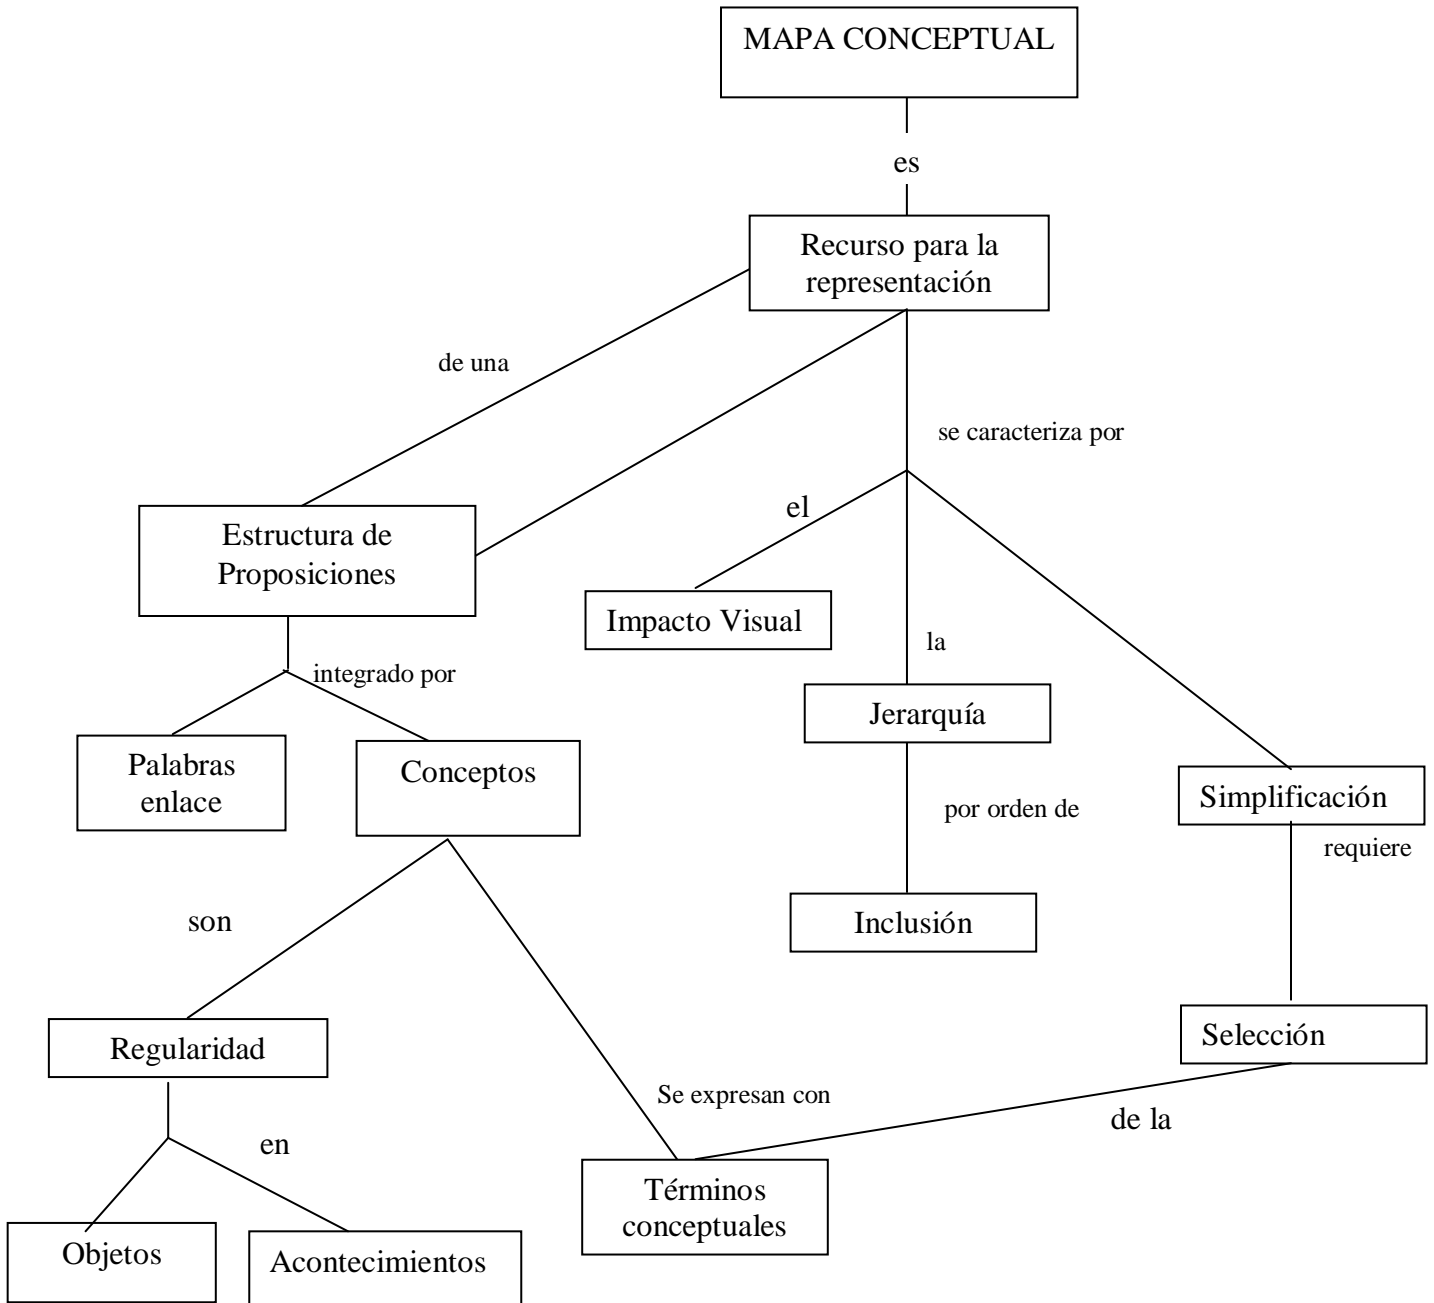 MAPA CONCEPTUAL
es
Recurso para la
representación
de una
se caracteriza por
el
Estructura de
Proposiciones
Impacto Visual
la
integrado por
Jerarquía
Palabras
enlace
Conceptos
Simplificación
por orden de
requiere
son
Inclusión
Regularidad
Selección
Se expresan con
de la
en
Términos
conceptuales
Objetos
Acontecimientos